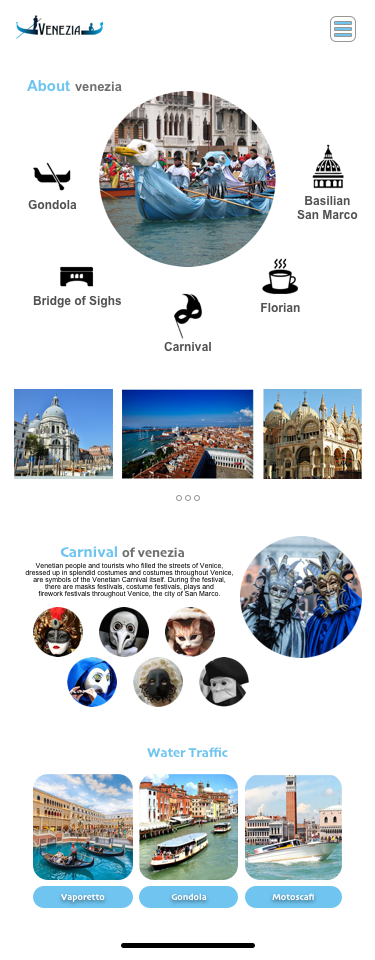 VENEZIA
About venezia
Gondola
Basilian
San Marco
Bridge of Sighs
Florian
Carnival
Carnival of venezia
Venetian people and tourists who filled the streets of Venice,
dressed up in splendid costumes and costumes throughout Venice,
are symbols of the Venetian Carnival itself. During the festival,
there are masks festivals, costume festivals, plays and
firework festivals throughout Venice, the city of San Marco.
Water Traffic
Vaporetto
Gondola
Motoscafi